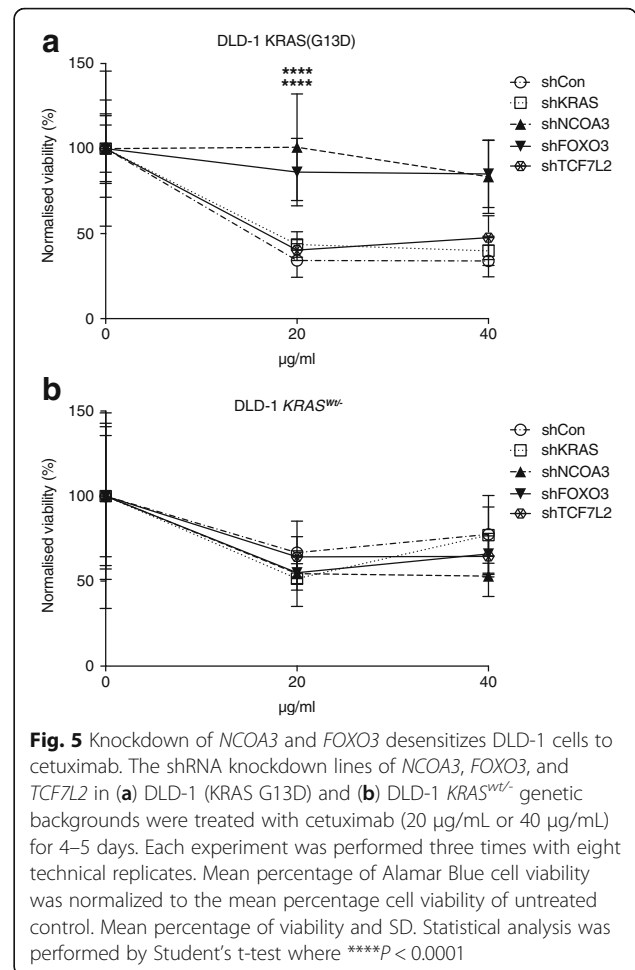 a
DLD-1 KRAS(G13D)
Normalised viability (%)
150
100
50
0
****
****
shCon
shKRAS
shNCOA3
shFOXO3
shTCF7L2
0
20
40
µg/ml
b
DLD-1 KRASᵂᵗ/⁻
Normalised viability (%)
150
100
50
0
shCon
shKRAS
shNCOA3
shFOXO3
shTCF7L2
0
20
40
µg/ml
Fig. 5 Knockdown of NCOA3 and FOXO3 desensitizes DLD-1 cells to
cetuximab. The shRNA knockdown lines of NCOA3, FOXO3, and
TCF7L2 in (a) DLD-1 (KRAS G13D) and (b) DLD-1 KRASʷᵗ/⁻ genetic
backgrounds were treated with cetuximab (20 µg/mL or 40 µg/mL)
for 4–5 days. Each experiment was performed three times with eight
technical replicates. Mean percentage of Alamar Blue cell viability
was normalized to the mean percentage cell viability of untreated
control. Mean percentage of viability and SD. Statistical analysis was
performed by Student's t-test where ****P < 0.0001